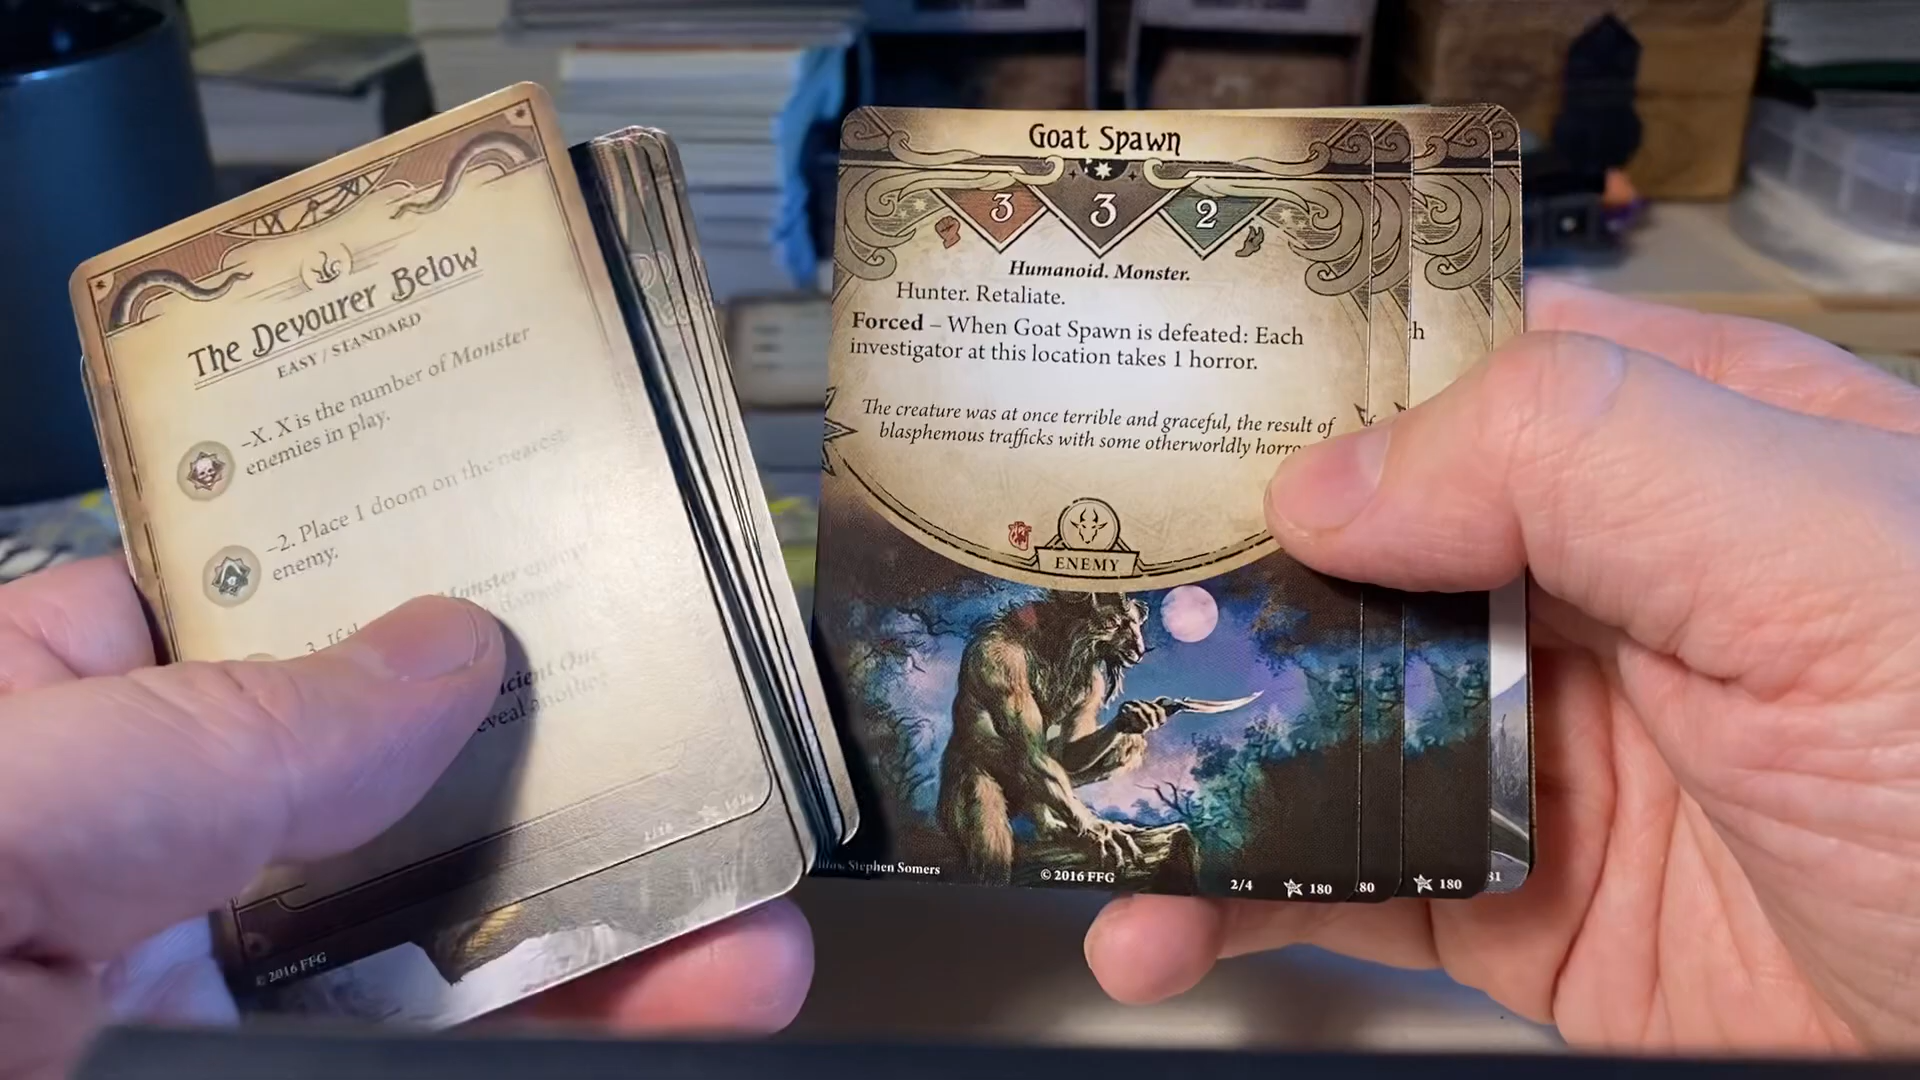 The Devourer Below
EASY / STANDARD
–X. X is the number of Monster
enemies in play.
–2. Place 1 doom on the nearest
enemy.
Monster
Goat Spawn
3
3
2
Humanoid. Monster.
Hunter. Retaliate.
Forced – When Goat Spawn is defeated: Each
investigator at this location takes 1 horror.
The creature was at once terrible and graceful, the result of
blasphemous trafficks with some otherworldly
ENEMY
Stephen Somers
© 2016 FFG
2/4
180
80
180
© 2016 FFG